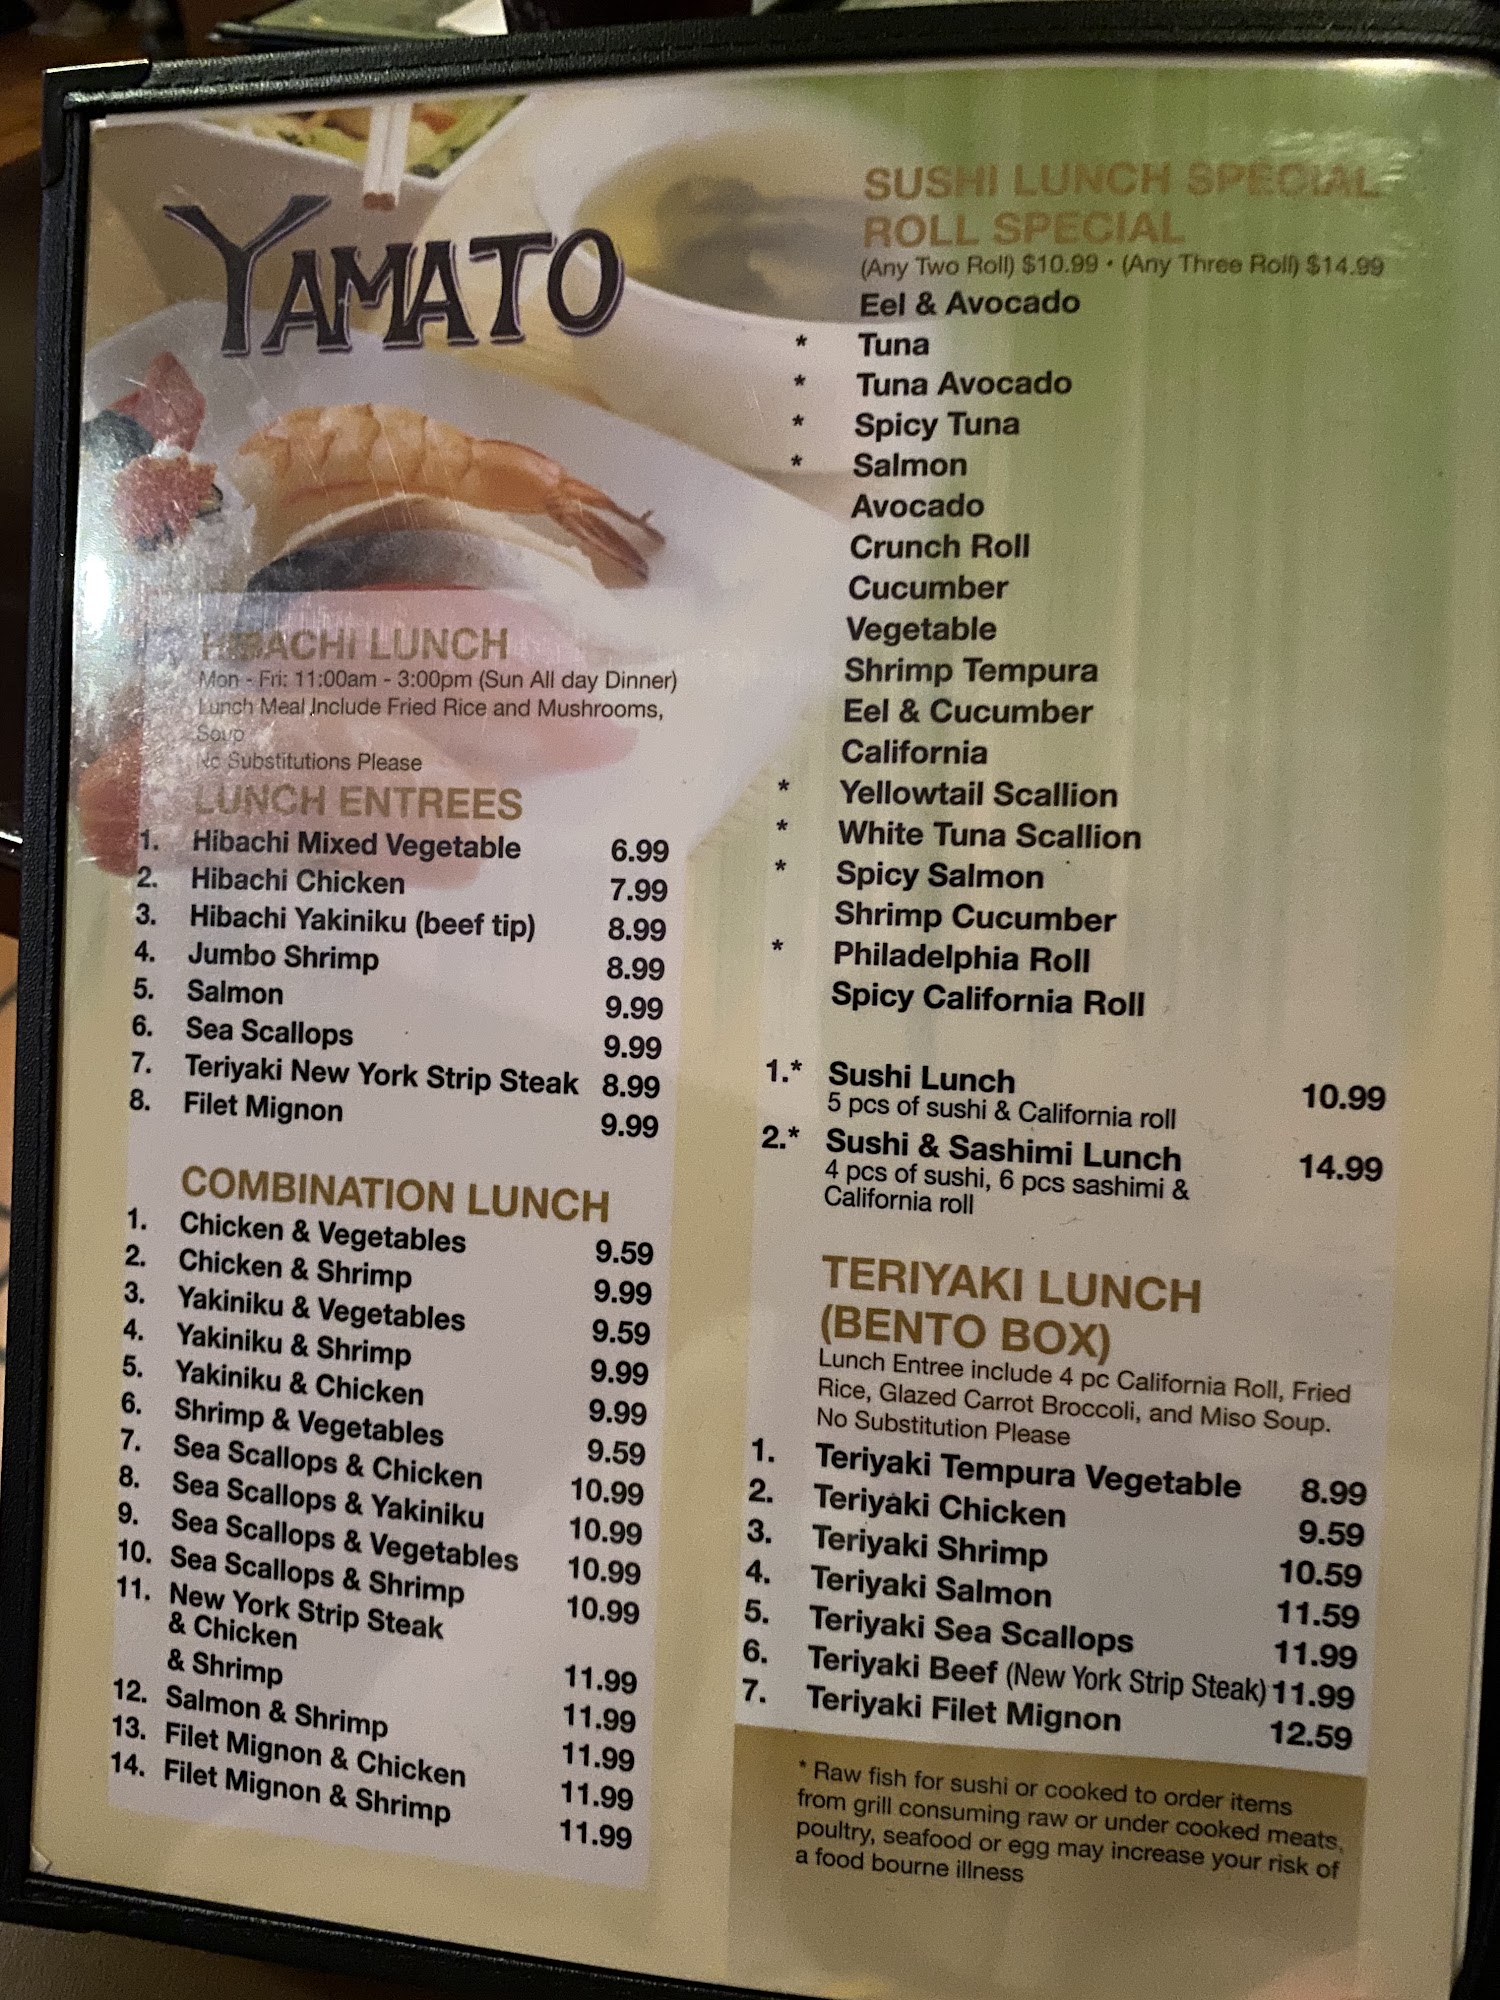 YAMATO
HIBACHI LUNCH
Mon - Fri: 11:00am - 3:00pm (Sun All day Dinner)
Lunch Meal Include Fried Rice and Mushrooms,
Soup
No Substitutions Please
LUNCH ENTREES
1. Hibachi Mixed Vegetable 6.99
2. Hibachi Chicken 7.99
3. Hibachi Yakiniku (beef tip) 8.99
4. Jumbo Shrimp 8.99
5. Salmon 9.99
6. Sea Scallops 9.99
7. Teriyaki New York Strip Steak 8.99
8. Filet Mignon 9.99
COMBINATION LUNCH
1. Chicken & Vegetables 9.59
2. Chicken & Shrimp 9.99
3. Yakiniku & Vegetables 9.59
4. Yakiniku & Shrimp 9.99
5. Yakiniku & Chicken 9.99
6. Shrimp & Vegetables 9.59
7. Sea Scallops & Chicken 10.99
8. Sea Scallops & Yakiniku 10.99
9. Sea Scallops & Vegetables 10.99
10. Sea Scallops & Shrimp 10.99
11. New York Strip Steak
& Chicken 11.99
& Shrimp 11.99
12. Salmon & Shrimp 11.99
13. Filet Mignon & Chicken 11.99
14. Filet Mignon & Shrimp 11.99
SUSHI LUNCH SPECIAL
ROLL SPECIAL
(Any Two Roll) $10.99 • (Any Three Roll) $14.99
Eel & Avocado
* Tuna
* Tuna Avocado
* Spicy Tuna
* Salmon
Avocado
Crunch Roll
Cucumber
Vegetable
Shrimp Tempura
Eel & Cucumber
California
* Yellowtail Scallion
* White Tuna Scallion
* Spicy Salmon
Shrimp Cucumber
* Philadelphia Roll
Spicy California Roll
1.* Sushi Lunch 10.99
5 pcs of sushi & California roll
2.* Sushi & Sashimi Lunch 14.99
4 pcs of sushi, 6 pcs sashimi &
California roll
TERIYAKI LUNCH
(BENTO BOX)
Lunch Entree include 4 pc California Roll, Fried
Rice, Glazed Carrot Broccoli, and Miso Soup.
No Substitution Please
1. Teriyaki Tempura Vegetable 8.99
2. Teriyaki Chicken 9.59
3. Teriyaki Shrimp 10.59
4. Teriyaki Salmon 11.59
5. Teriyaki Sea Scallops 11.99
6. Teriyaki Beef (New York Strip Steak) 11.99
7. Teriyaki Filet Mignon 12.59
* Raw fish for sushi or cooked to order items
from grill consuming raw or under cooked meats,
poultry, seafood or egg may increase your risk of
a food bourne illness